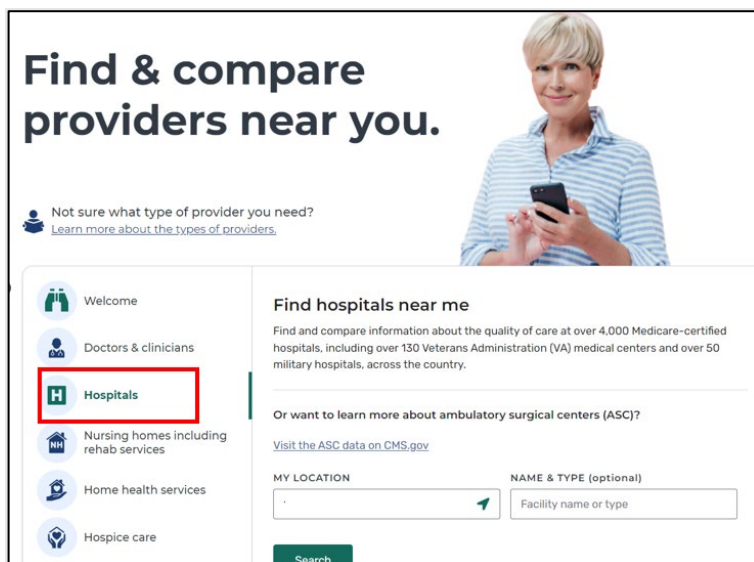 Find & compare
providers near you.
Not sure what type of provider you need?
Learn more about the types of providers.
Welcome
Doctors & clinicians
H
Hospitals
NH
Nursing homes including
rehab services
Home health services
Hospice care
Find hospitals near me
Find and compare information about the quality of care at over 4,000 Medicare-certified
hospitals, including over 130 Veterans Administration (VA) medical centers and over 50
military hospitals, across the country.
Or want to learn more about ambulatory surgical centers (ASC)?
Visit the ASC data on CMS.gov
MY LOCATION
NAME & TYPE (optional)
Facility name or type
Search